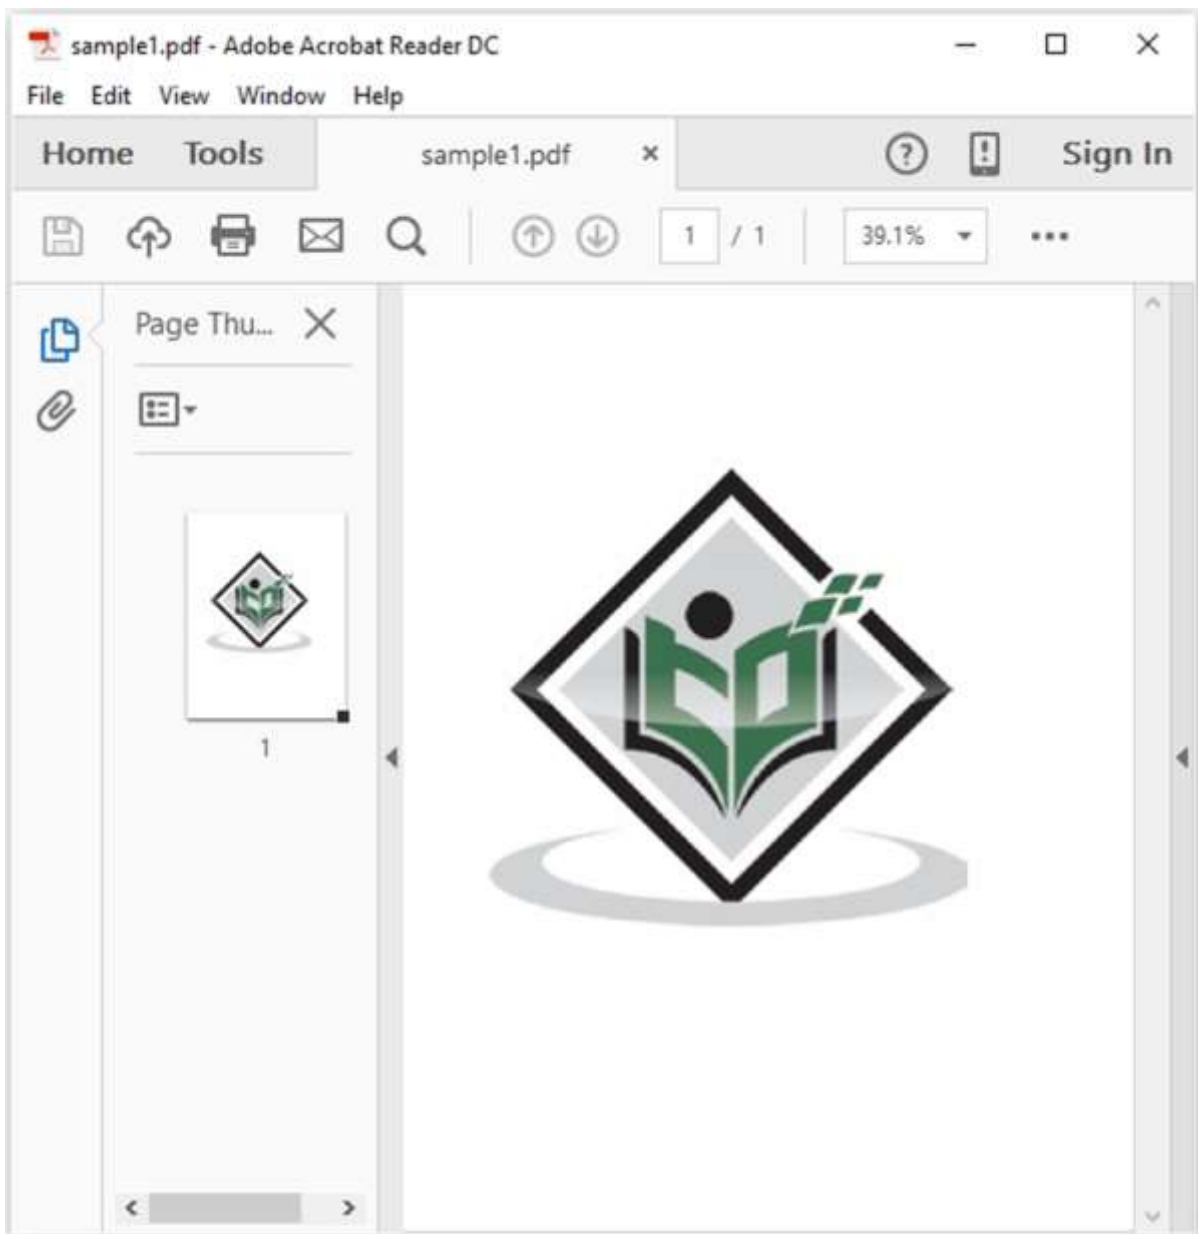 sample1.pdf - Adobe Acrobat Reader DC
File Edit View Window Help
Home Tools sample1.pdf × Sign In
1 / 1 39.1%
Page Thu...
1